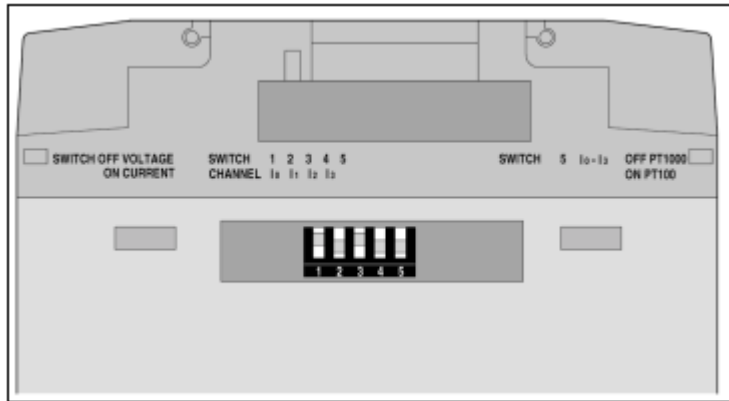 SWITCH OFF VOLTAGE SWITCH 1 2 3 4 5 SWITCH 5 I₀-I₃ OFF PT1000
ON CURRENT CHANNEL I₀ I₁ I₂ I₃ ON PT100
1 2 3 4 5